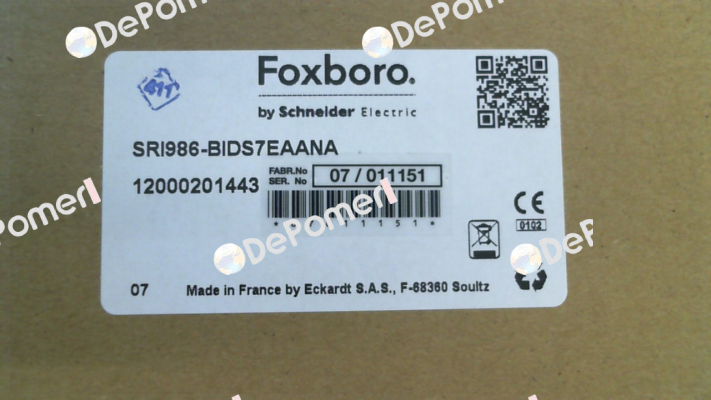 DePomerl
DePomerl
Foxboro.
by Schneider Electric
SRI986-BIDS7EAANA
12000201443
FABR.No
SER. No
07 / 011151
DePomerl
DePomerl
DePomerl
0102
07 Made in France by Eckardt S.A.S., F-68360 Soultz